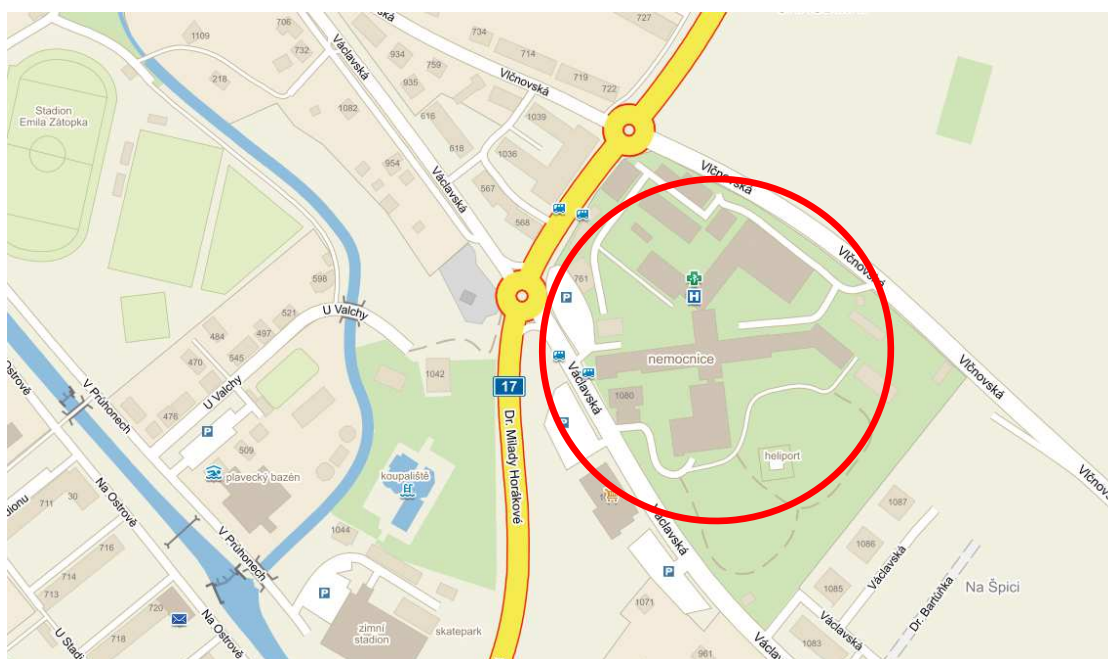 706
727
1109
732
Václavská
934
734
714
759
719
218
935
Vlčnovská
722
Stadion
Emila Zátopka
1082
616
1039
618
1036
954
Vlčnovská
Václavská
567
568
Vlčnovská
598
761
P
H
521
U Valchy
497
484
545
470
1042
nemocnice
Vlčnovská
17
Václavská
V Průhonech
U Valchy
1080
476
P
P
Dr. Milady Horákové
509
heliport
plavecký bazén
koupaliště
Vlčnovská
Na Ostrově
30
711
1087
V Průhonech
Václavská
1044
716
1086
Václavská
P
P
714
1085
Na Špici
713
1071
Dr. Bartůňka
720
Na Ostrově
zimní
stadion
skatepark
718
961
1083
Václavská